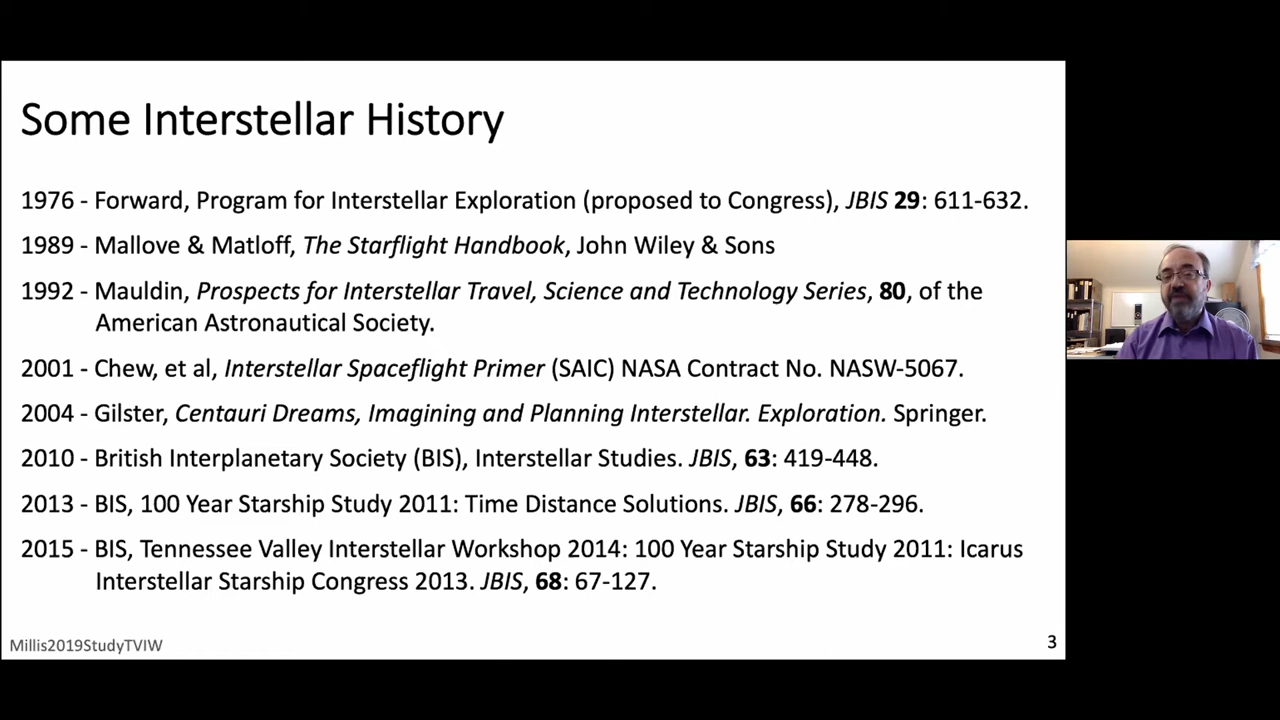 Some Interstellar History
1976 - Forward, Program for Interstellar Exploration (proposed to Congress), JBIS 29: 611-632.
1989 - Mallove & Matloff, The Starflight Handbook, John Wiley & Sons
1992 - Mauldin, Prospects for Interstellar Travel, Science and Technology Series, 80, of the
American Astronautical Society.
2001 - Chew, et al, Interstellar Spaceflight Primer (SAIC) NASA Contract No. NASW-5067.
2004 - Gilster, Centauri Dreams, Imagining and Planning Interstellar. Exploration. Springer.
2010 - British Interplanetary Society (BIS), Interstellar Studies. JBIS, 63: 419-448.
2013 - BIS, 100 Year Starship Study 2011: Time Distance Solutions. JBIS, 66: 278-296.
2015 - BIS, Tennessee Valley Interstellar Workshop 2014: 100 Year Starship Study 2011: Icarus
Interstellar Starship Congress 2013. JBIS, 68: 67-127.
Millis2019StudyTVIW
3